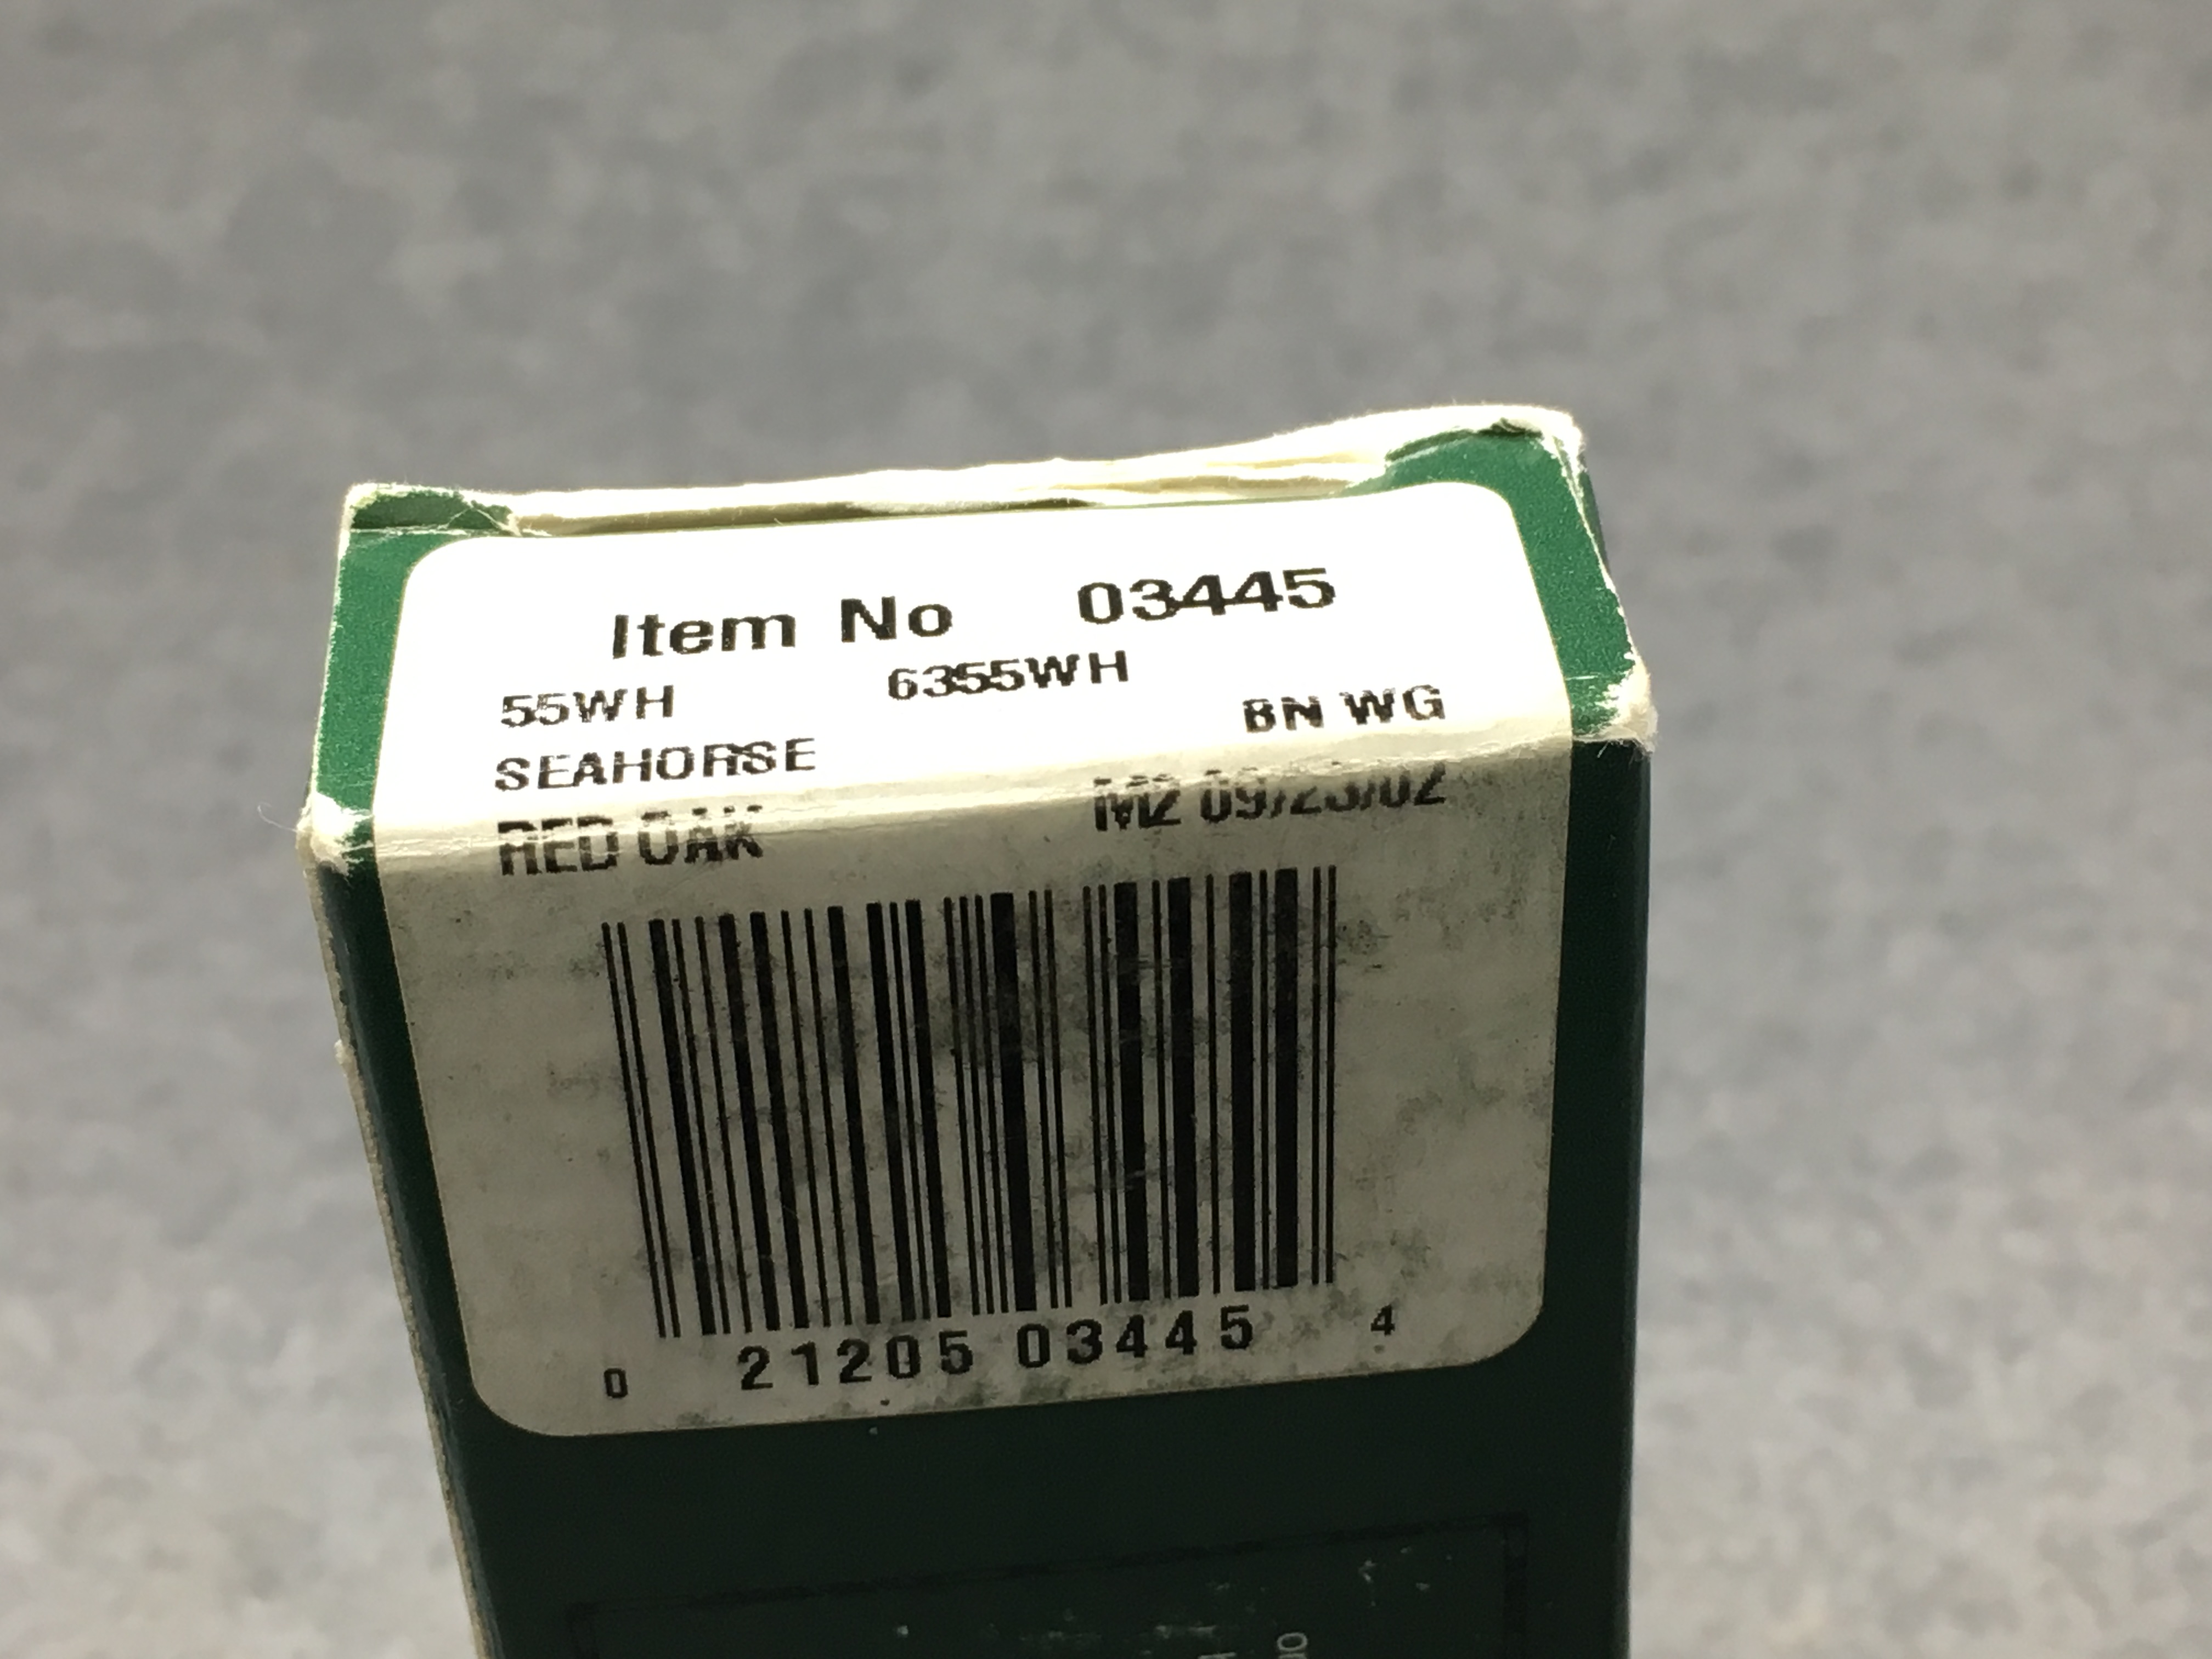 Item No 03445
55WH 6355WH
SEAHORSE BN WG
RED OAK M2 09/23/02
0 21205 03445 4